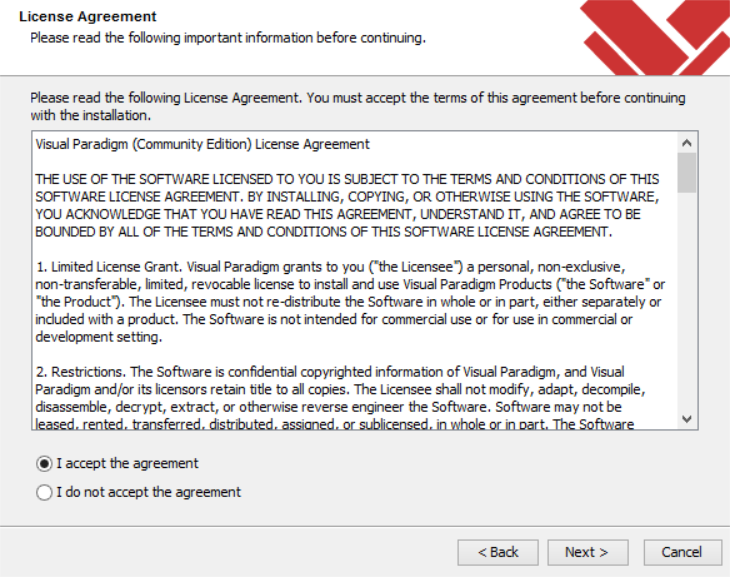 License Agreement
Please read the following important information before continuing.
Please read the following License Agreement. You must accept the terms of this agreement before continuing
with the installation.
Visual Paradigm (Community Edition) License Agreement
THE USE OF THE SOFTWARE LICENSED TO YOU IS SUBJECT TO THE TERMS AND CONDITIONS OF THIS
SOFTWARE LICENSE AGREEMENT. BY INSTALLING, COPYING, OR OTHERWISE USING THE SOFTWARE,
YOU ACKNOWLEDGE THAT YOU HAVE READ THIS AGREEMENT, UNDERSTAND IT, AND AGREE TO BE
BOUNDED BY ALL OF THE TERMS AND CONDITIONS OF THIS SOFTWARE LICENSE AGREEMENT.
1. Limited License Grant. Visual Paradigm grants to you ("the Licensee") a personal, non-exclusive,
non-transferable, limited, revocable license to install and use Visual Paradigm Products ("the Software" or
"the Product"). The Licensee must not re-distribute the Software in whole or in part, either separately or
included with a product. The Software is not intended for commercial use or for use in commercial or
development setting.
2. Restrictions. The Software is confidential copyrighted information of Visual Paradigm, and Visual
Paradigm and/or its licensors retain title to all copies. The Licensee shall not modify, adapt, decompile,
disassemble, decrypt, extract, or otherwise reverse engineer the Software. Software may not be
leased, rented, transferred, distributed, assigned, or sublicensed, in whole or in part. The Software
I accept the agreement
I do not accept the agreement
< Back
Next >
Cancel